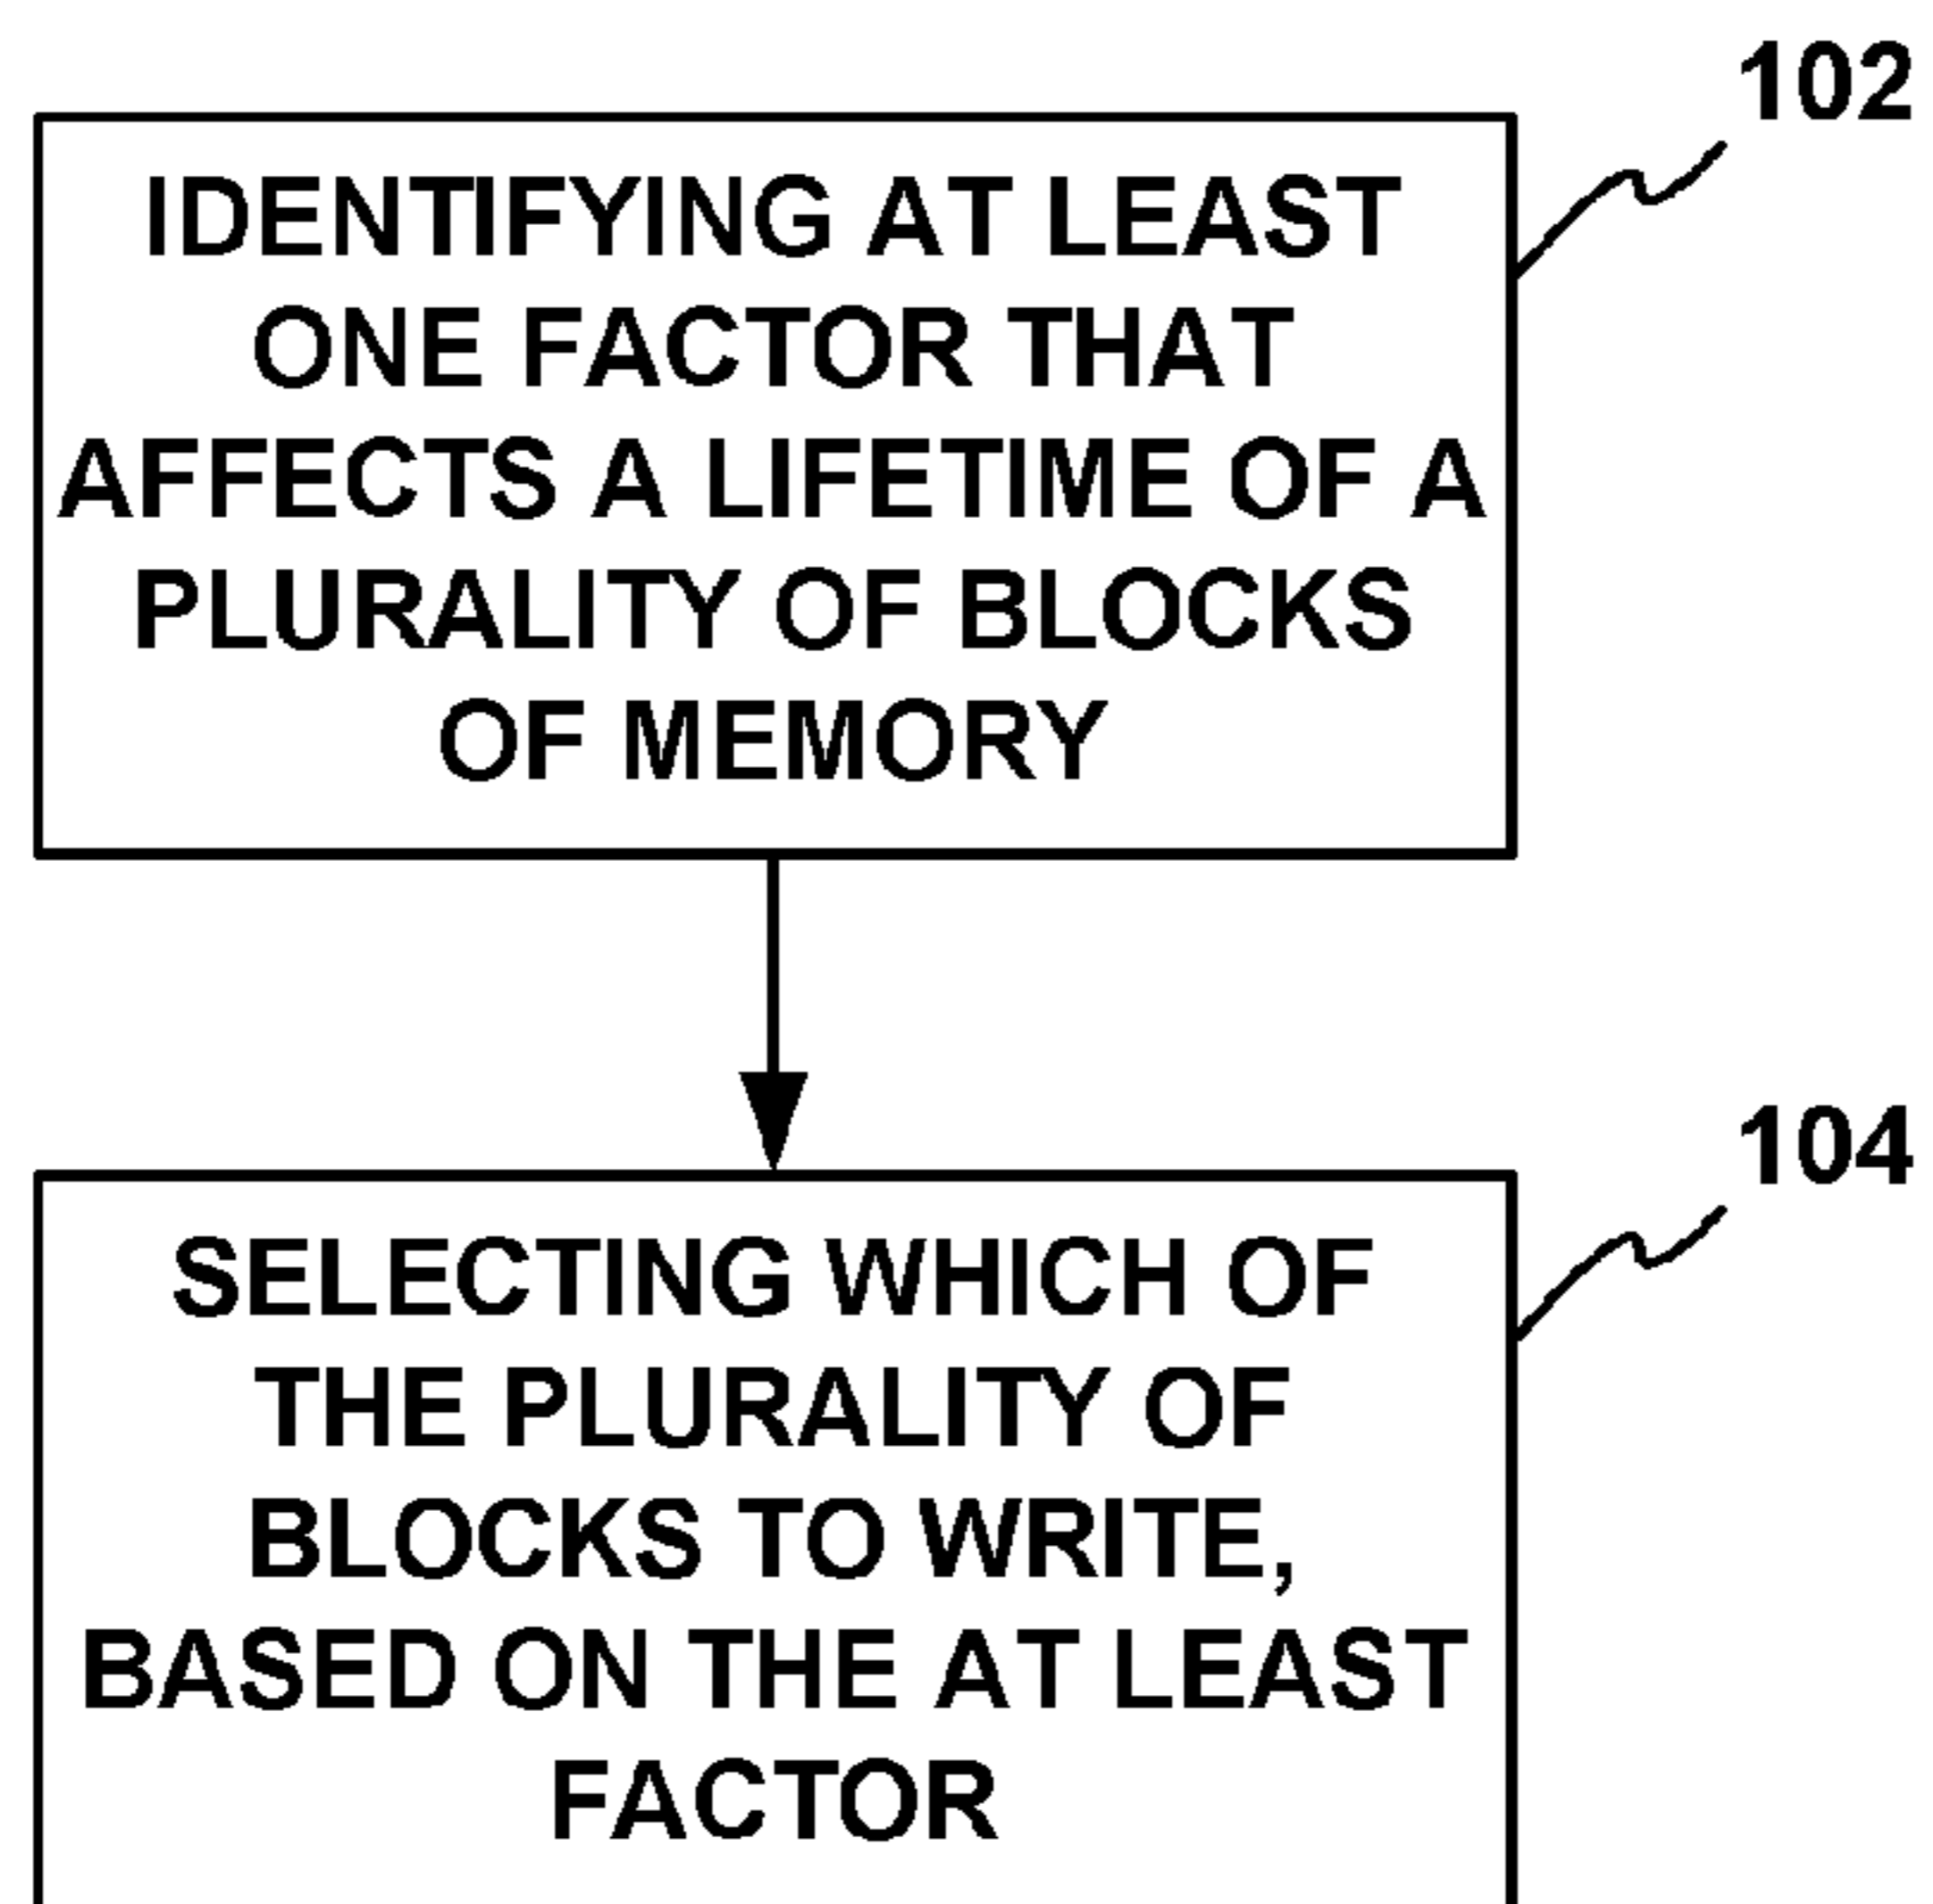 102
IDENTIFYING AT LEAST
ONE FACTOR THAT
AFFECTS A LIFETIME OF A
PLURALITY OF BLOCKS
OF MEMORY
104
SELECTING WHICH OF
THE PLURALITY OF
BLOCKS TO WRITE,
BASED ON THE AT LEAST
FACTOR